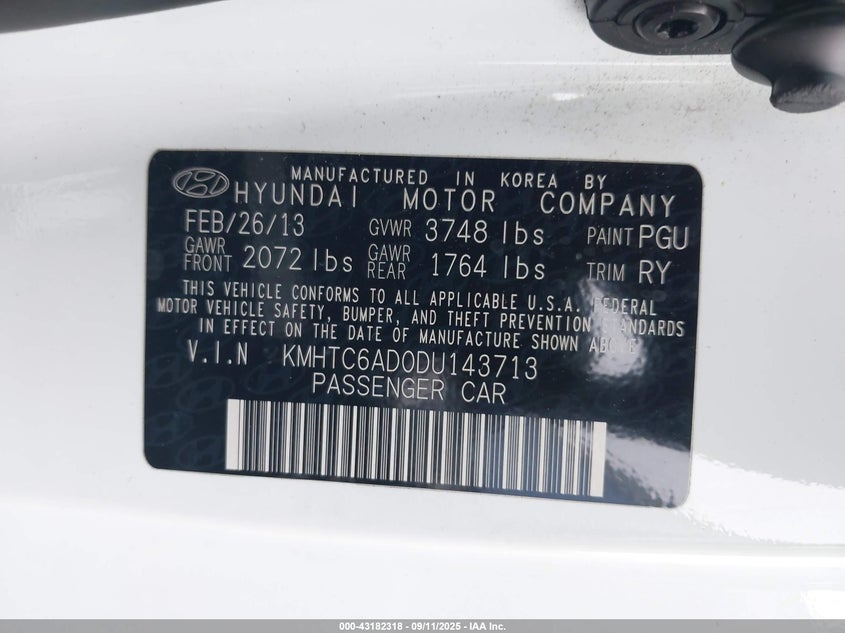 MANUFACTURED IN KOREA BY
HYUNDAI MOTOR COMPANY
FEB/26/13 GVWR 3748 lbs PAINT PGU
GAWR FRONT 2072 lbs GAWR REAR 1764 lbs TRIM RY
THIS VEHICLE CONFORMS TO ALL APPLICABLE U.S.A. FEDERAL
MOTOR VEHICLE SAFETY, BUMPER, AND THEFT PREVENTION STANDARDS
IN EFFECT ON THE DATE OF MANUFACTURE SHOWN ABOVE
V.I.N KMHTC6AD0DU143713
PASSENGER CAR
000-43182318 - 09/11/2025 - IAA Inc.